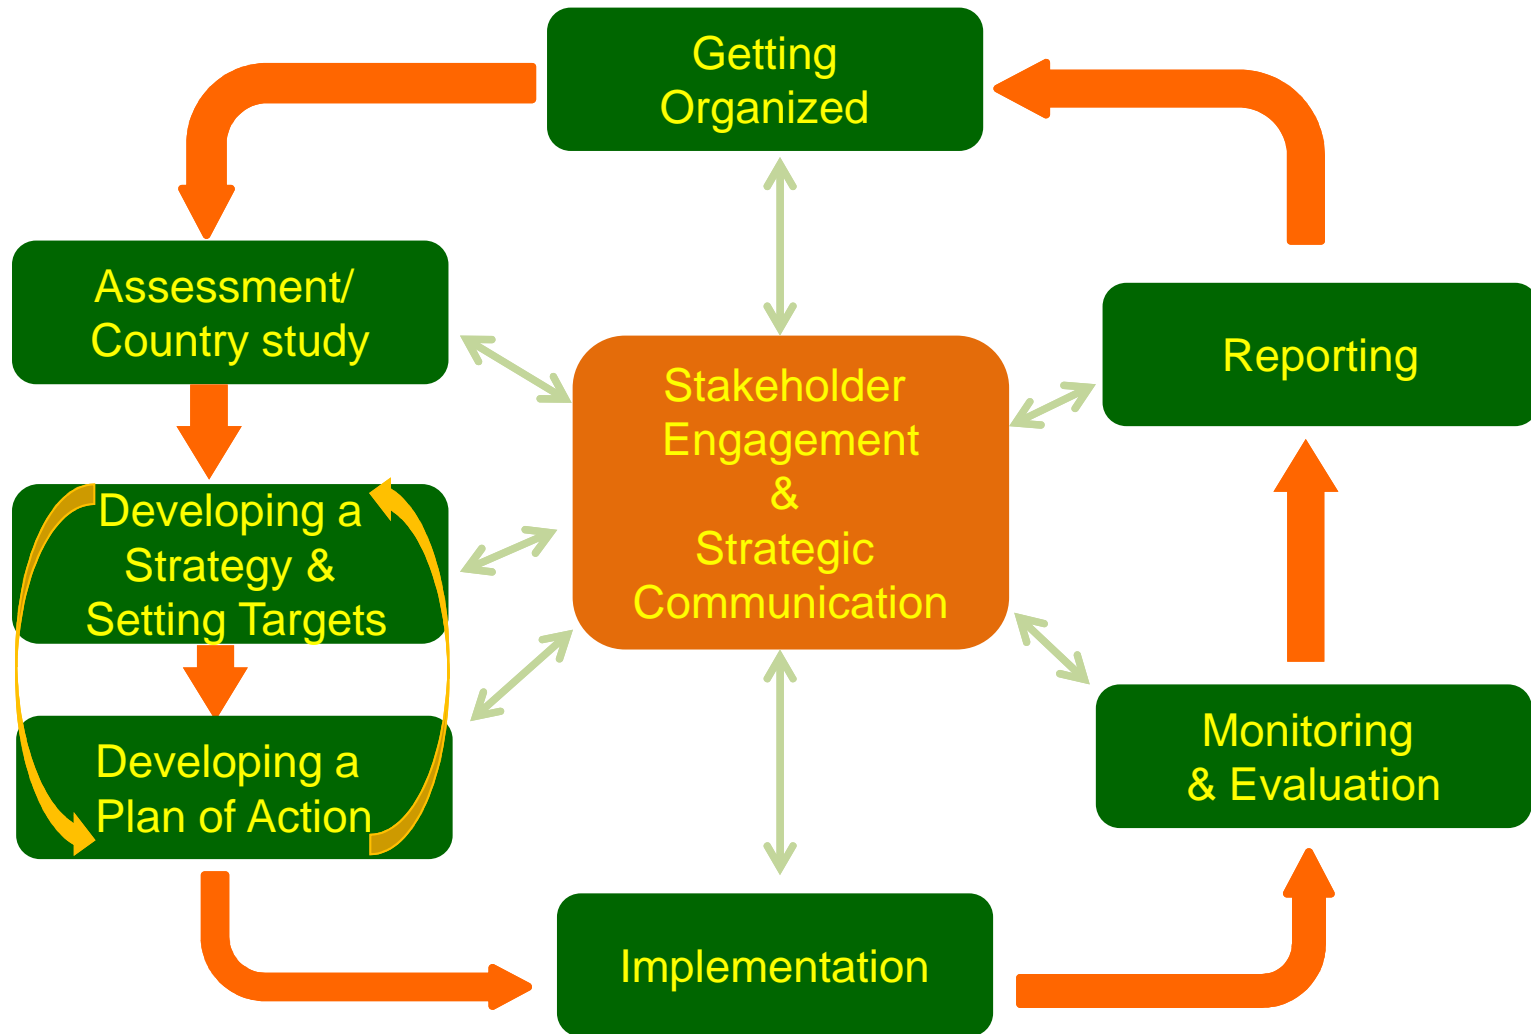 Getting
Organized
Assessment/
Country study
Reporting
Stakeholder
Engagement
&
Strategic
Communication
Developing a
Strategy &
Setting Targets
Developing a
Plan of Action
Monitoring
& Evaluation
Implementation